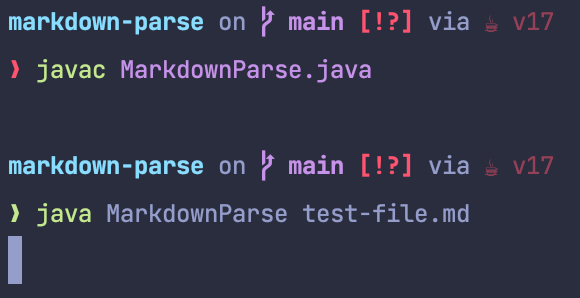 markdown-parse on  main [!?] via ☕ v17
❯ javac MarkdownParse.java
markdown-parse on  main [!?] via ☕ v17
❯ java MarkdownParse test-file.md